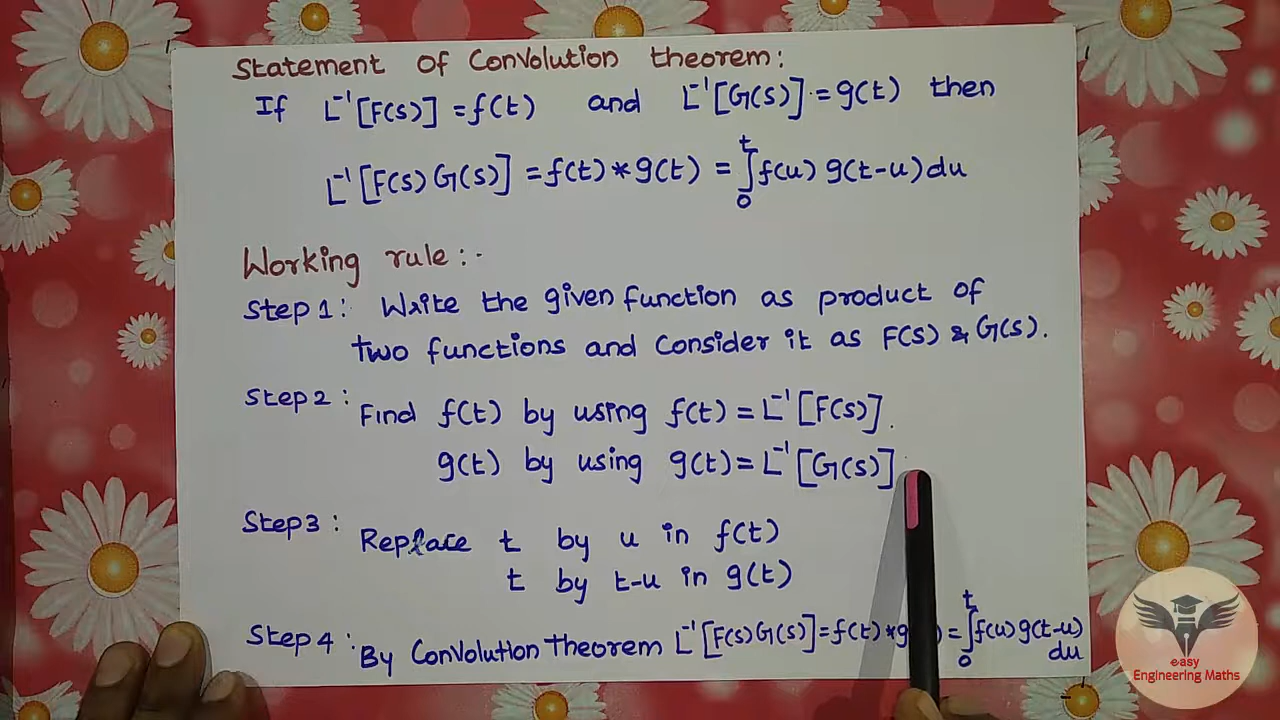 Statement of Convolution theorem:
If L⁻¹[F(s)] = f(t) and L⁻¹[G(s)] = g(t) then
L⁻¹[F(s) G(s)] = f(t) * g(t) = ∫₀ᵗ f(u) g(t-u) du
Working rule :-
Step 1: Write the given function as product of
two functions and consider it as F(s) & G(s).
Step 2: Find f(t) by using f(t) = L⁻¹[F(s)].
g(t) by using g(t) = L⁻¹[G(s)]
Step 3: Replace t by u in f(t)
t by t-u in g(t)
Step 4: By Convolution Theorem L⁻¹[F(s)G(s)] = f(t) * g ) = ∫₀ᵗ f(u) g(t-u)
du
easy
Engineering Maths